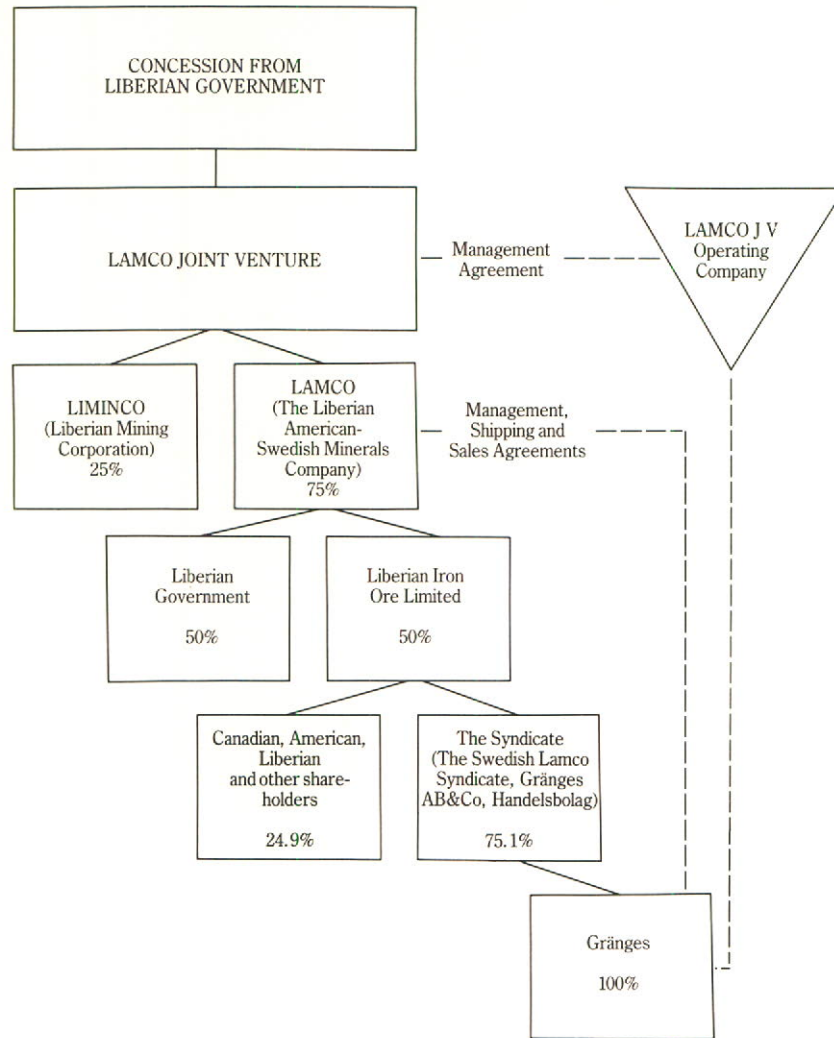 CONCESSION FROM
LIBERIAN GOVERNMENT
LAMCO JOINT VENTURE
Management
Agreement
LAMCO J V
Operating
Company
LIMINCO
(Liberian Mining
Corporation)
25%
LAMCO
(The Liberian
American-
Swedish Minerals
Company)
75%
Management,
Shipping and
Sales Agreements
Liberian
Government
50%
Liberian Iron
Ore Limited
50%
Canadian, American,
Liberian
and other share-
holders
24.9%
The Syndicate
(The Swedish Lamco
Syndicate, Gränges
AB&Co, Handelsbolag)
75.1%
Gränges
100%